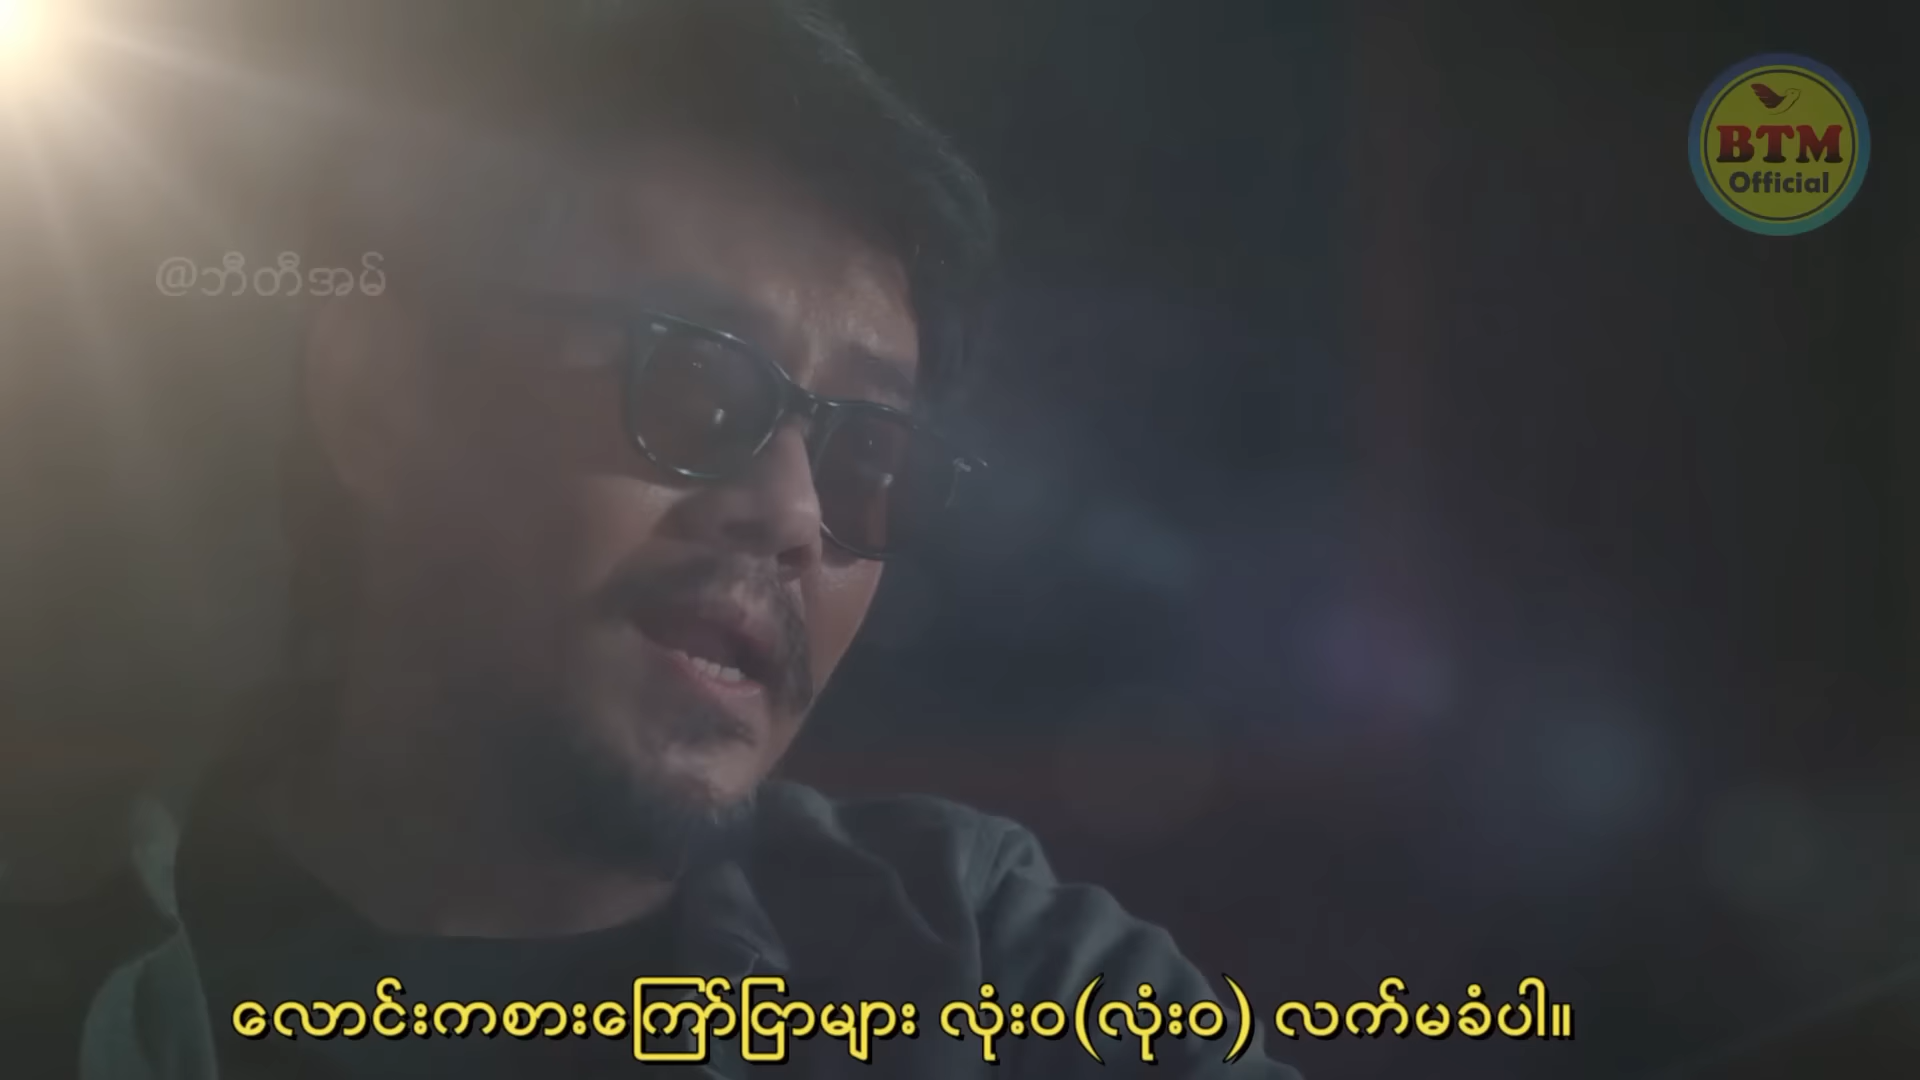 BTM
Official
@ဘီတီအမ်
လောင်းကစားကြော်ငြာများ လုံးဝ(လုံးဝ) လက်မခံပါ။